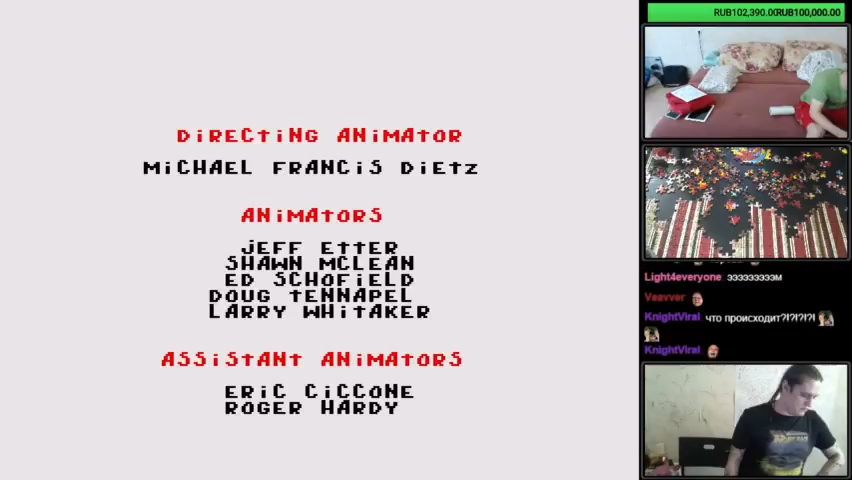 DiRECtiNG ANiMAtOR
MiCHAEL FRANCiS DiEtz
ANiMAtORS
jEFF EttER
SHAWN MCLEAN
ED SCHOFiELD
DOUG tENNAPEL
LARRY WHitAKER
ASSiStANt ANiMAtORS
ERiC CiCCONE
ROGER HARDY
RUB102,390.00RUB100,000.00
Light4everyone: эээээээээм
Veavver
KnightViral: что происходит?!?!?!?!
KnightViral